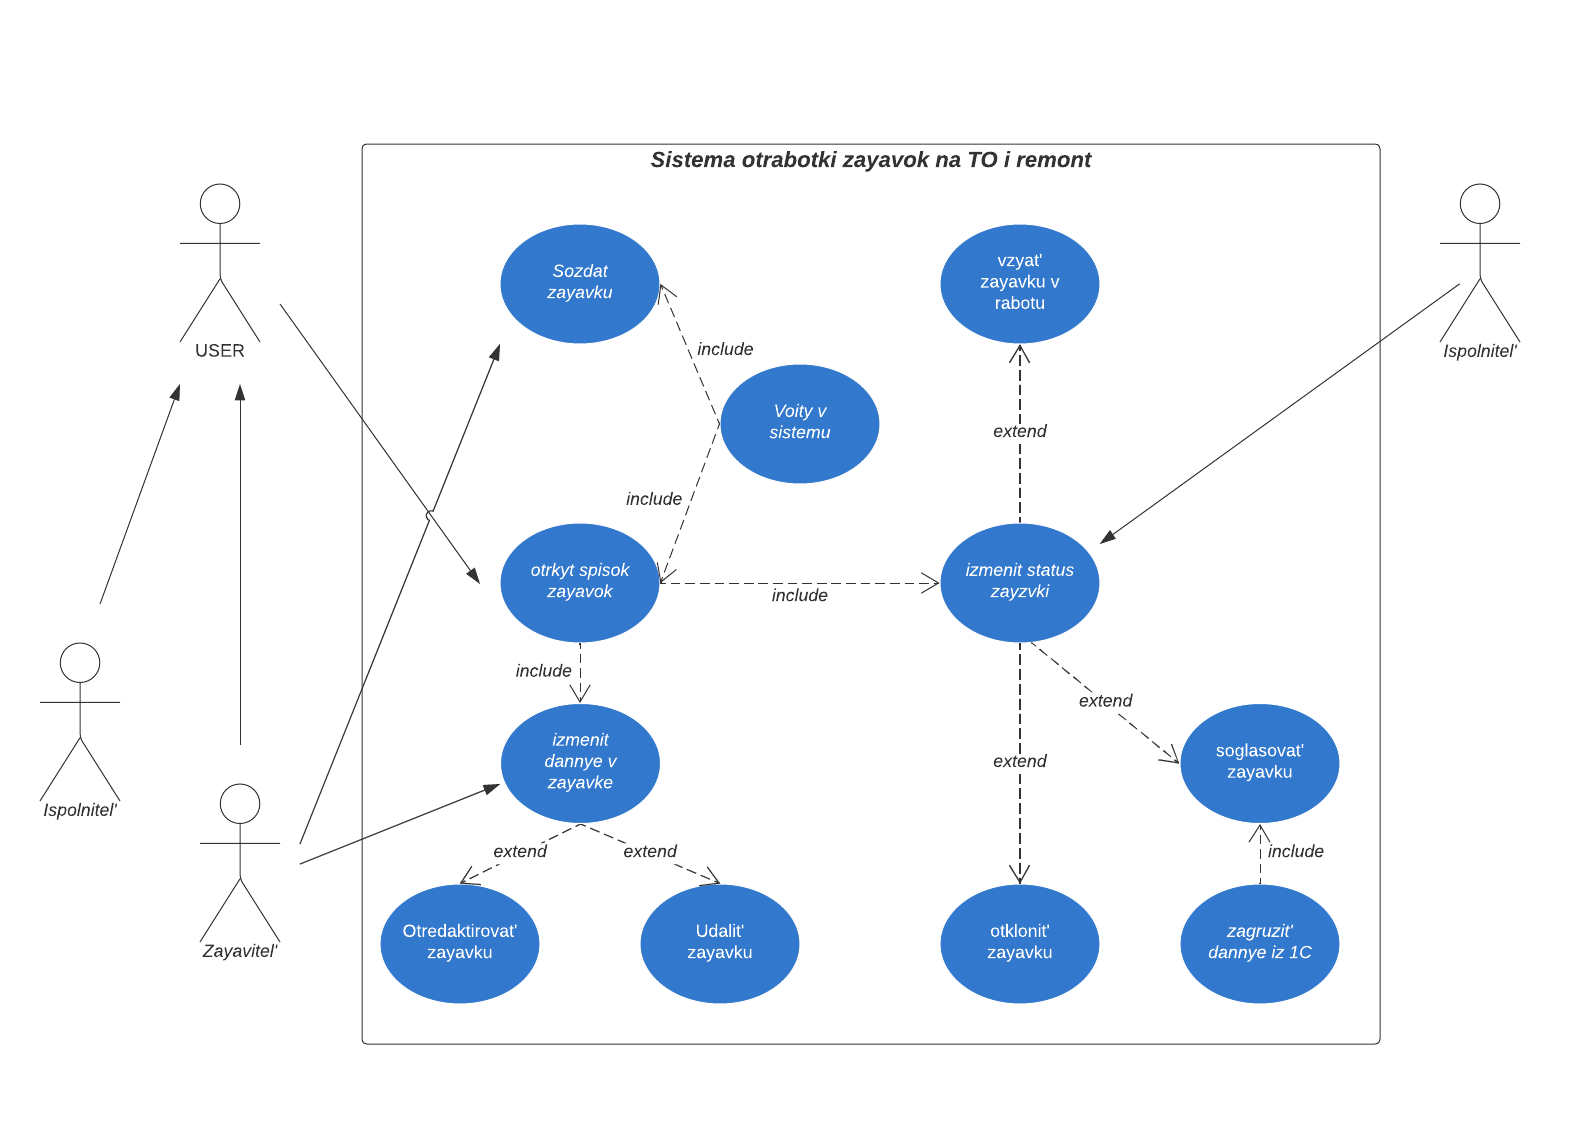 Sistema otrabotki zayavok na TO i remont
USER
Ispolnitel'
Zayavitel'
Ispolnitel'
Sozdat
zayavku
vzyat'
zayavku v
rabotu
include
Voity v
sistemu
extend
include
otrkyt spisok
zayavok
include
izmenit status
zayzvki
include
extend
izmenit
dannye v
zayavke
extend
soglasovat'
zayavku
extend
extend
include
Otredaktirovat'
zayavku
Udalit'
zayavku
otklonit'
zayavku
zagruzit'
dannye iz 1C